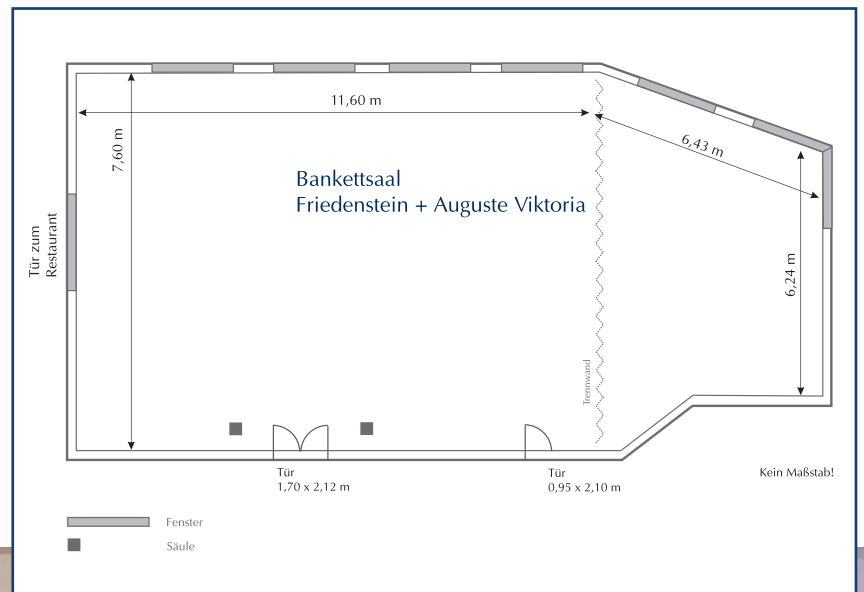 11,60 m
7,60 m
6,43 m
Bankettsaal
Friedenstein + Auguste Viktoria
Tür zum
Restaurant
6,24 m
Trennwand
Tür
1,70 x 2,12 m
Tür
0,95 x 2,10 m
Kein Maßstab!
Fenster
Säule